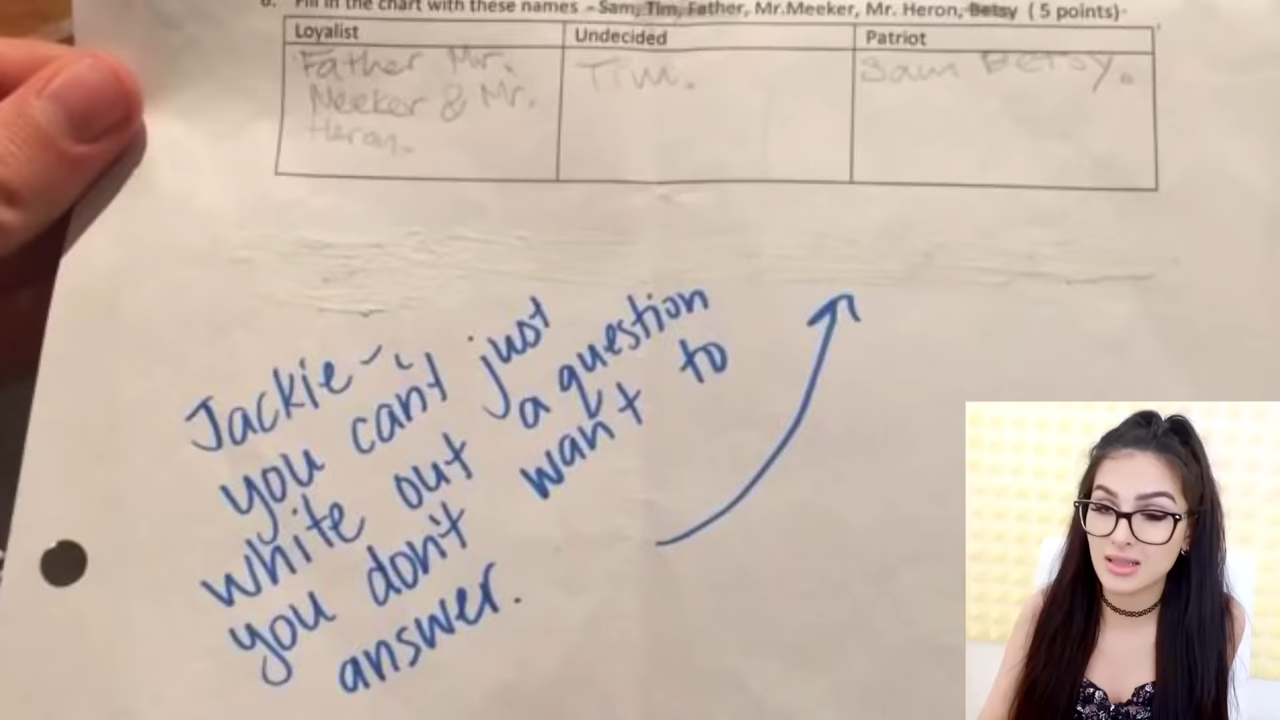 Fill in the chart with these names - Sam, Tim, Father, Mr.Meeker, Mr. Heron, Betsy ( 5 points)
Loyalist
Undecided
Patriot
Father Mr.
Meeker & Mr.
Heron.
Tim.
Sam Betsy.
Jackie -
you can't just
white out a question
you don't want to
answer.